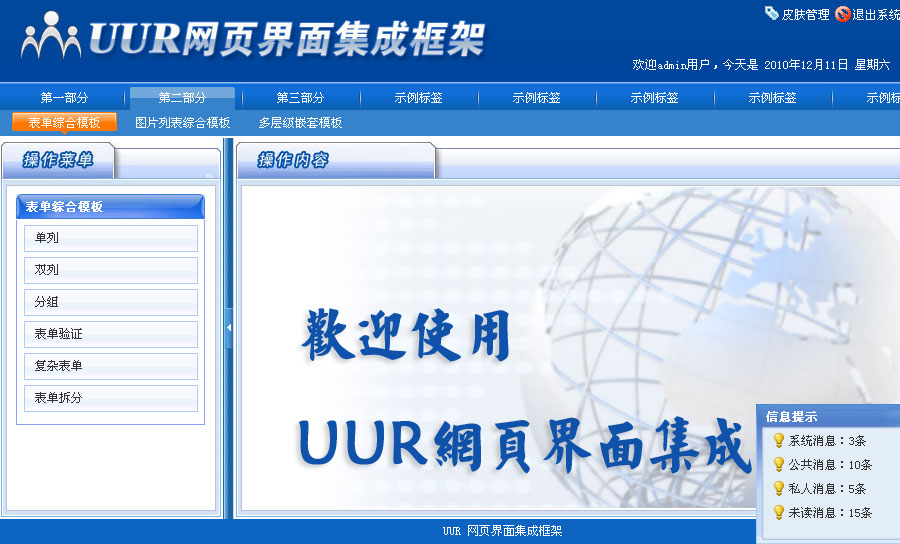 UUR网页界面集成框架
皮肤管理 退出系统
欢迎admin用户，今天是 2010年12月11日 星期六
第一部分 第二部分 第三部分 示例标签 示例标签 示例标签 示例标签 示例标
表单综合模板 图片列表综合模板 多层级嵌套模板
操作菜单
操作内容
表单综合模板
单列
双列
分组
表单验证
复杂表单
表单拆分
歡迎使用
UUR網頁界面集成
信息提示
系统消息：3条
公共消息：10条
私人消息：5条
未读消息：15条
UUR 网页界面集成框架